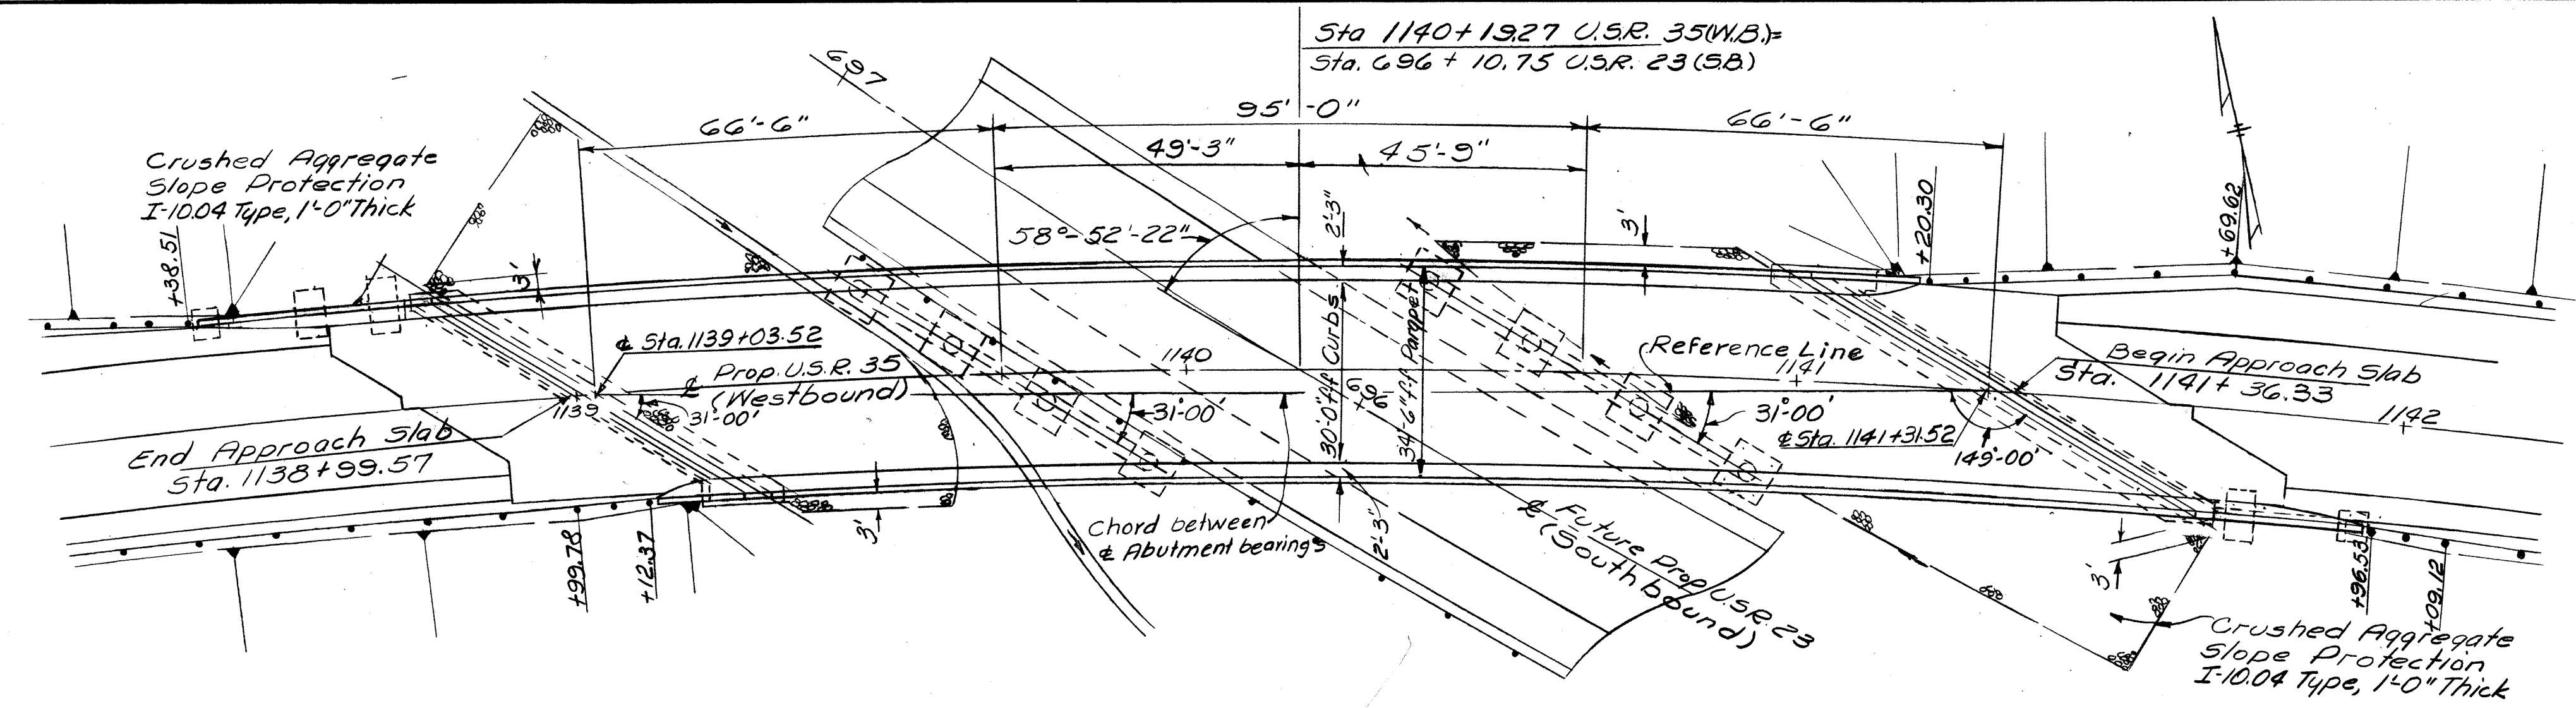 Sta 1140+19.27 U.S.R. 35(W.B.)=
Sta. 696 + 10.75 U.S.R. 23 (S.B.)
697
66'-6"
95'-0"
66'-6"
49'-3"
45'-9"
Crushed Aggregate
Slope Protection
I-10.04 Type, 1'-0" Thick
+38.51
3'
58°-52'-22"
2'-3"
3'
+20.30
+69.62
℄ Sta. 1139+03.52
℄ Prop. U.S.R. 35
(Westbound)
1139
31°-00'
1140
31°-00'
30'-0" f/f Curbs
696
34'-6" f/f Parapet
Reference Line
1141
31°-00'
℄ Sta. 1141+31.52
149°-00'
Begin Approach Slab
Sta. 1141+ 36.33
1142
End Approach Slab
Sta. 1138+99.57
+99.78
+12.37
3'
Chord between
℄ Abutment bearings
2'-3"
℄ Future Prop. U.S.R. 23
(Southbound)
3'
+96.53
+09.12
Crushed Aggregate
Slope Protection
I-10.04 Type, 1'-0" Thick